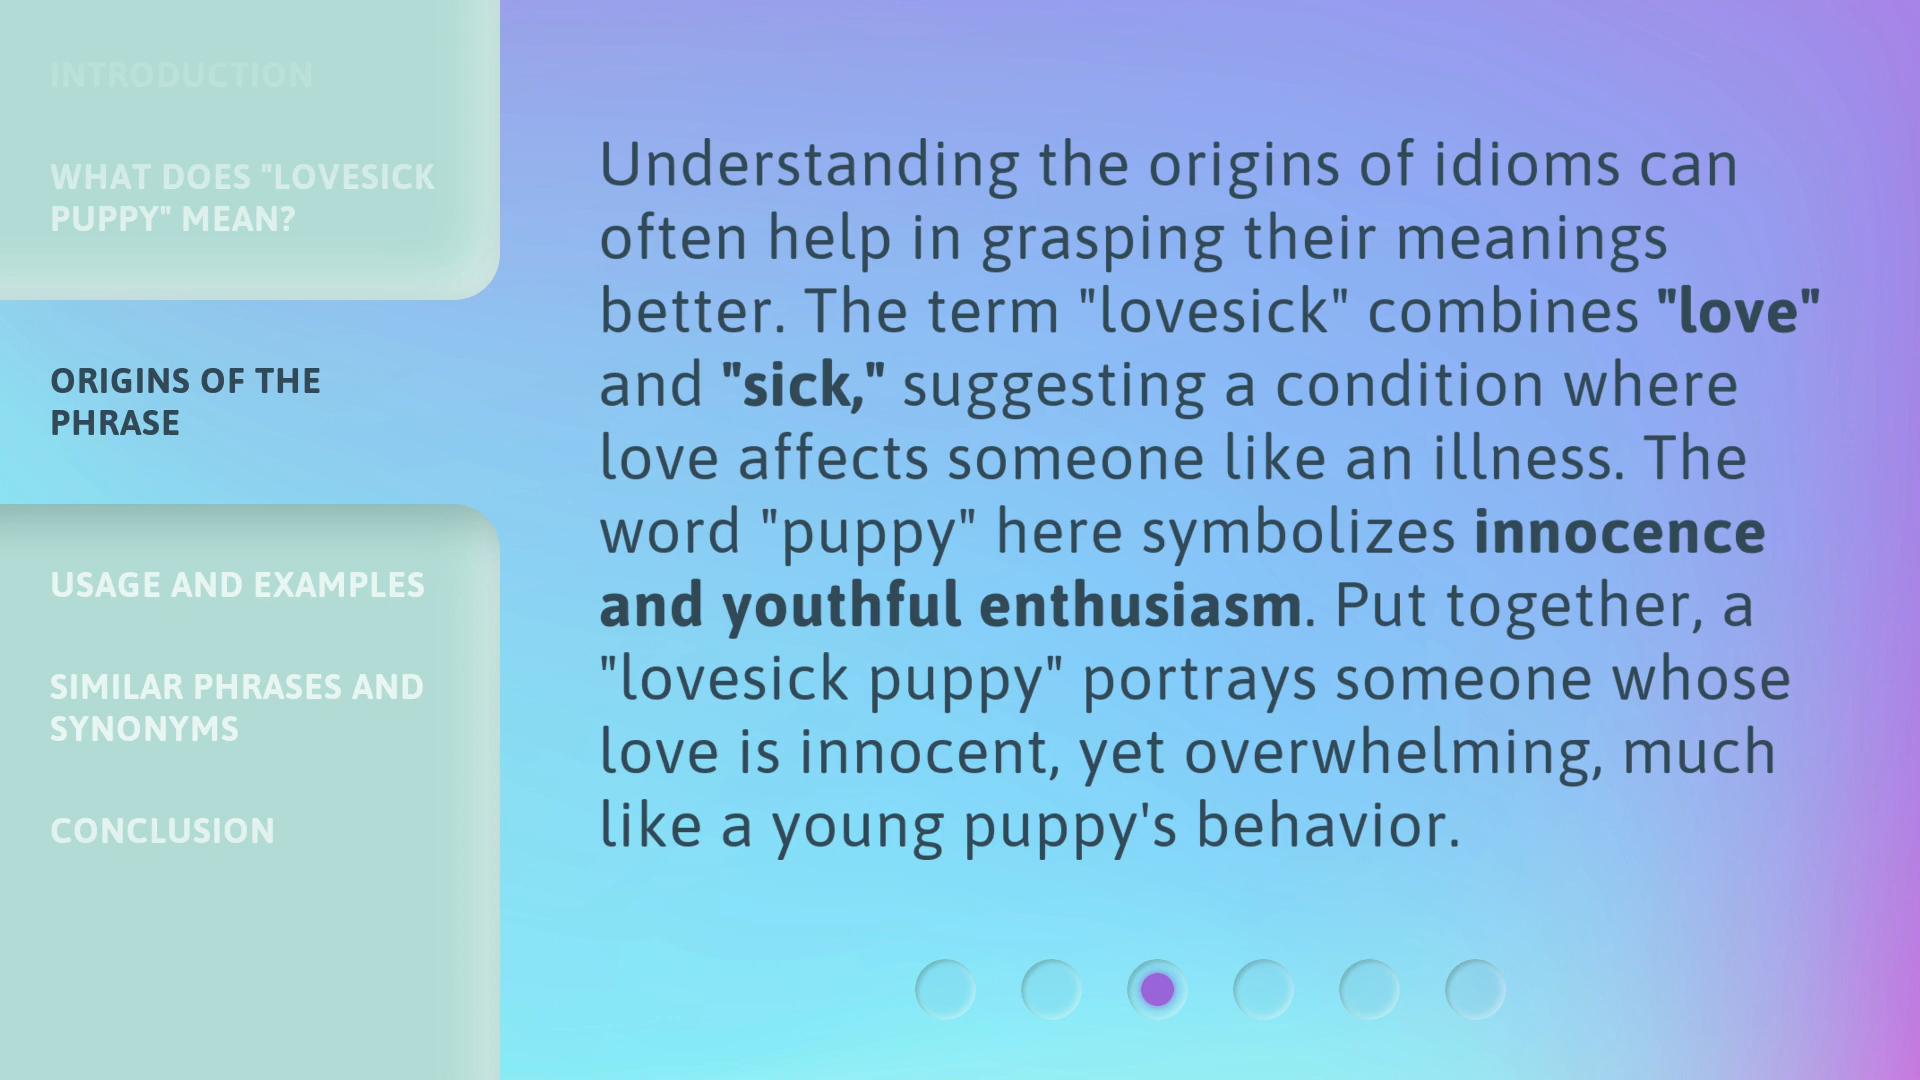 INTRODUCTION
WHAT DOES "LOVESICK
PUPPY" MEAN?
ORIGINS OF THE
PHRASE
USAGE AND EXAMPLES
SIMILAR PHRASES AND
SYNONYMS
CONCLUSION
Understanding the origins of idioms can
often help in grasping their meanings
better. The term "lovesick" combines "love"
and "sick," suggesting a condition where
love affects someone like an illness. The
word "puppy" here symbolizes innocence
and youthful enthusiasm. Put together, a
"lovesick puppy" portrays someone whose
love is innocent, yet overwhelming, much
like a young puppy's behavior.